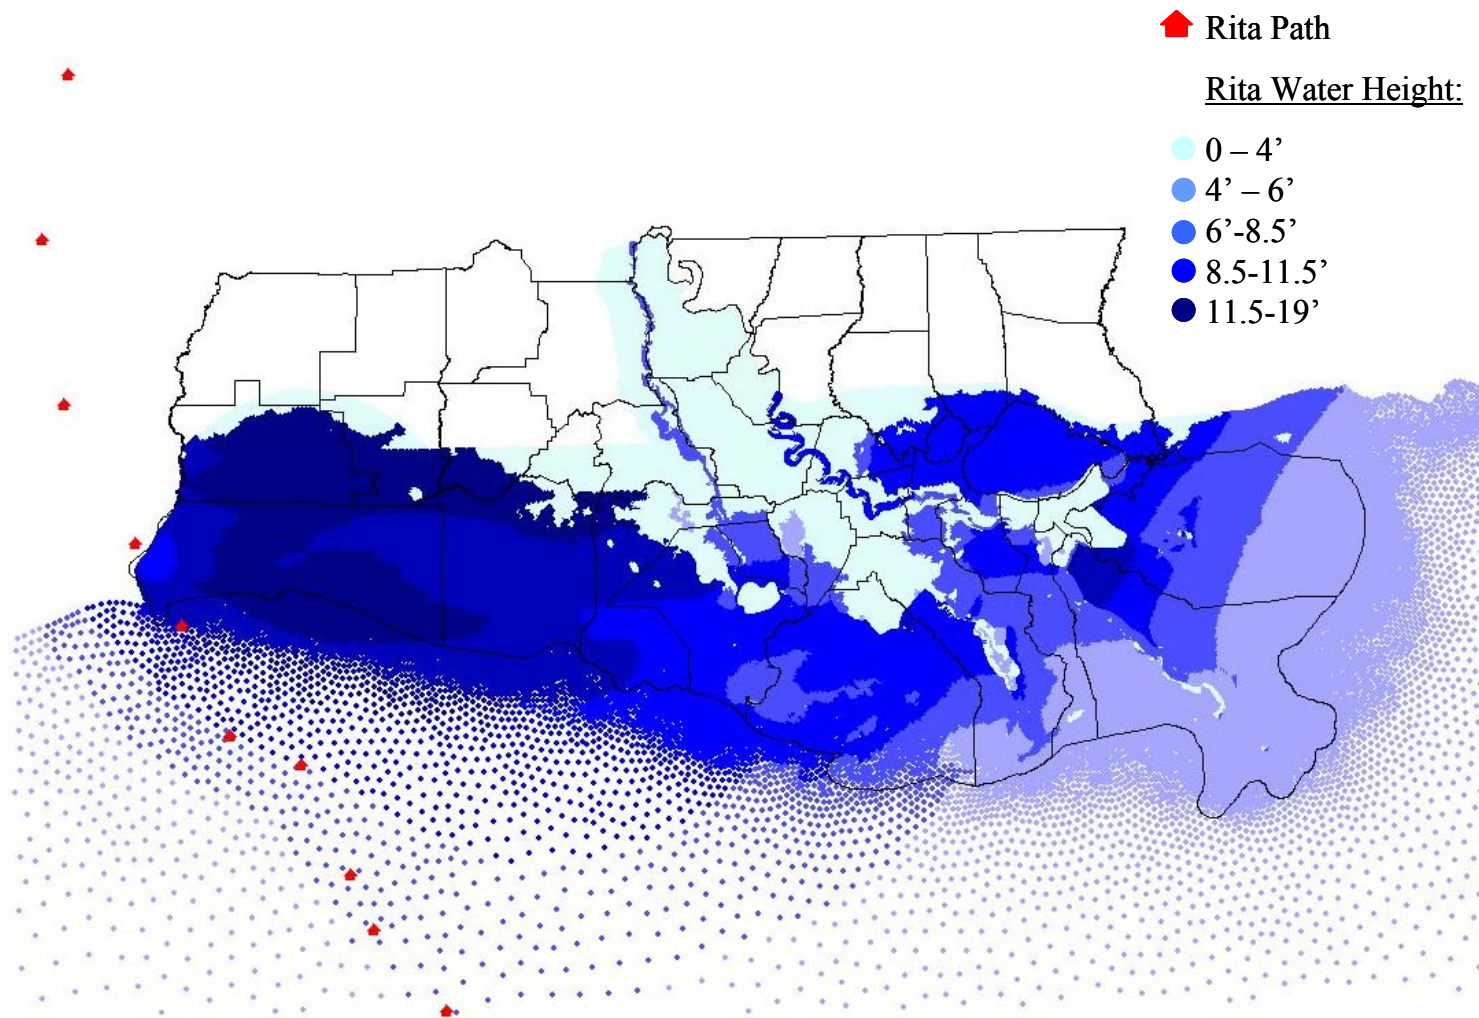 Rita Path
Rita Water Height:
0 – 4’
4’ – 6’
6’-8.5’
8.5-11.5’
11.5-19’